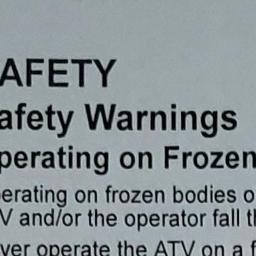 AFETY
afety Warnings
perating on Frozen
erating on frozen bodies o
V and/or the operator fall th
ver operate the ATV on a f